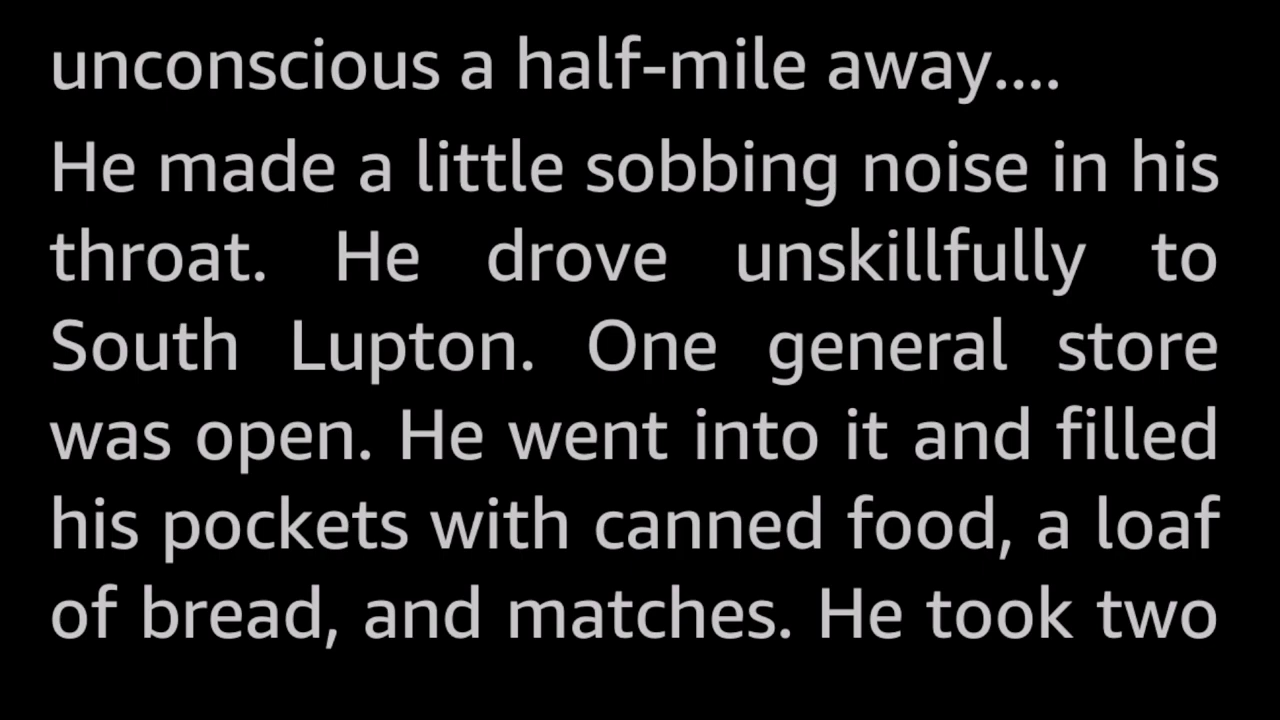 unconscious a half-mile away....
He made a little sobbing noise in his
throat. He drove unskillfully to
South Lupton. One general store
was open. He went into it and filled
his pockets with canned food, a loaf
of bread, and matches. He took two